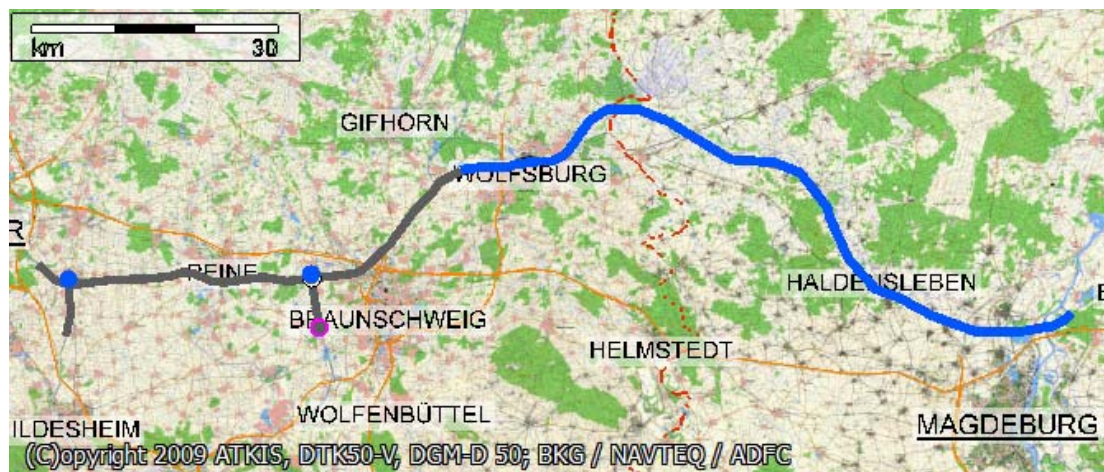 km 30
GIFHORN
WOLFSBURG
R
PEINE
HALDENSLEBEN
B
BRAUNSCHWEIG
HELMSTEDT
WOLFENBÜTTEL
MAGDEBURG
ILDESHEIM
(C)opyright 2009 ATKIS, DTK50-V, DGM-D 50; BKG / NAVTEQ / ADFC